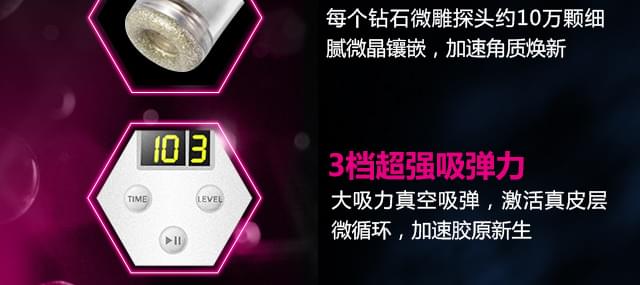 每个钻石微雕探头约10万颗细
腻微晶镶嵌，加速角质焕新
10 3
TIME
LEVEL
3档超强吸弹力
大吸力真空吸弹，激活真皮层
微循环，加速胶原新生